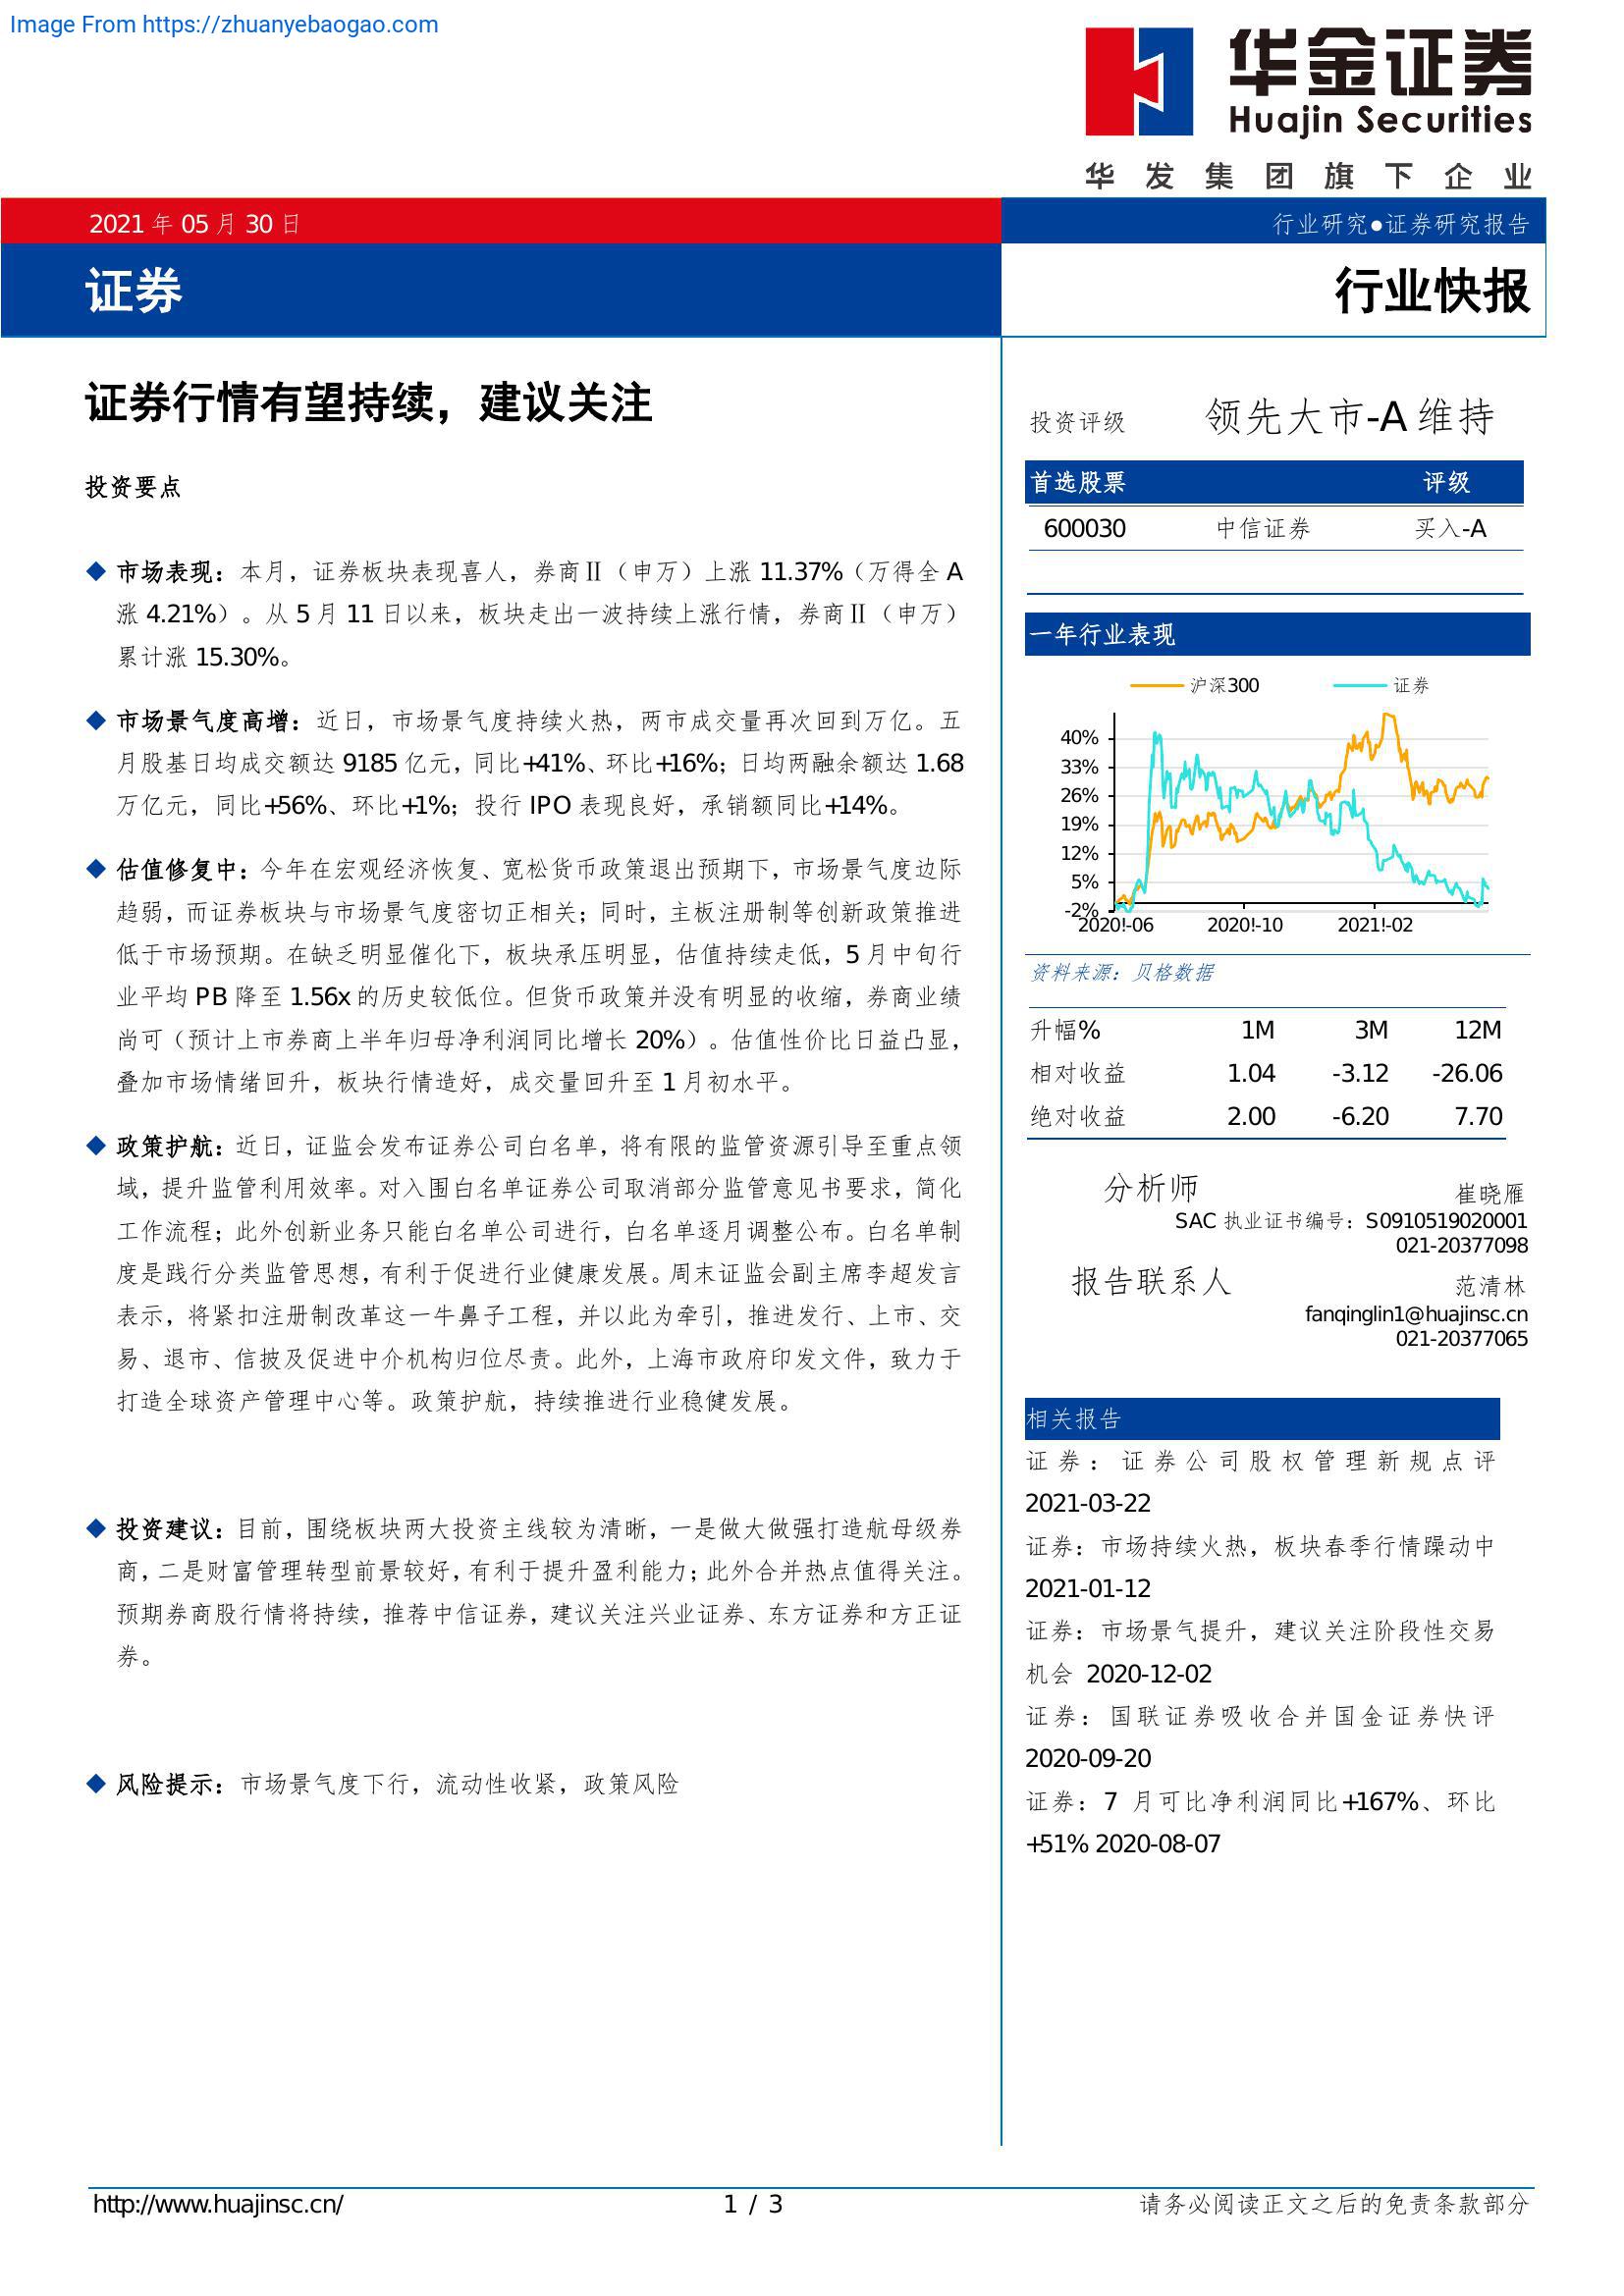 Image From https://zhuanyebaogao.com
华金证券
Huajin Securities
华发集团旗下企业
2021 年 05 月 30 日
行业研究●证券研究报告
证券
行业快报
证券行情有望持续，建议关注
投资要点
◆ 市场表现：本月，证券板块表现喜人，券商Ⅱ（申万）上涨 11.37%（万得全 A
涨 4.21%）。从 5 月 11 日以来，板块走出一波持续上涨行情，券商Ⅱ（申万）
累计涨 15.30%。
◆ 市场景气度高增：近日，市场景气度持续火热，两市成交量再次回到万亿。五
月股基日均成交额达 9185 亿元，同比+41%、环比+16%；日均两融余额达 1.68
万亿元，同比+56%、环比+1%；投行 IPO 表现良好，承销额同比+14%。
◆ 估值修复中：今年在宏观经济恢复、宽松货币政策退出预期下，市场景气度边际
趋弱，而证券板块与市场景气度密切正相关；同时，主板注册制等创新政策推进
低于市场预期。在缺乏明显催化下，板块承压明显，估值持续走低，5 月中旬行
业平均 PB 降至 1.56x 的历史较低位。但货币政策并没有明显的收缩，券商业绩
尚可（预计上市券商上半年归母净利润同比增长 20%）。估值性价比日益凸显，
叠加市场情绪回升，板块行情造好，成交量回升至 1 月初水平。
◆ 政策护航：近日，证监会发布证券公司白名单，将有限的监管资源引导至重点领
域，提升监管利用效率。对入围白名单证券公司取消部分监管意见书要求，简化
工作流程；此外创新业务只能白名单公司进行，白名单逐月调整公布。白名单制
度是践行分类监管思想，有利于促进行业健康发展。周末证监会副主席李超发言
表示，将紧扣注册制改革这一牛鼻子工程，并以此为牵引，推进发行、上市、交
易、退市、信披及促进中介机构归位尽责。此外，上海市政府印发文件，致力于
打造全球资产管理中心等。政策护航，持续推进行业稳健发展。
◆ 投资建议：目前，围绕板块两大投资主线较为清晰，一是做大做强打造航母级券
商，二是财富管理转型前景较好，有利于提升盈利能力；此外合并热点值得关注。
预期券商股行情将持续，推荐中信证券，建议关注兴业证券、东方证券和方正证
券。
◆ 风险提示：市场景气度下行，流动性收紧，政策风险
投资评级 领先大市-A 维持
首选股票 评级
600030 中信证券 买入-A
一年行业表现
沪深300 证券
40%
33%
26%
19%
12%
5%
-2%
2020!-06 2020!-10 2021!-02
资料来源：贝格数据
升幅% 1M 3M 12M
相对收益 1.04 -3.12 -26.06
绝对收益 2.00 -6.20 7.70
分析师 崔晓雁
SAC 执业证书编号：S0910519020001
021-20377098
报告联系人 范清林
fanqinglin1@huajinsc.cn
021-20377065
相关报告
证券：证券公司股权管理新规点评
2021-03-22
证券：市场持续火热，板块春季行情躁动中
2021-01-12
证券：市场景气提升，建议关注阶段性交易
机会 2020-12-02
证券：国联证券吸收合并国金证券快评
2020-09-20
证券：7 月可比净利润同比+167%、环比
+51% 2020-08-07
http://www.huajinsc.cn/ 1 / 3 请务必阅读正文之后的免责条款部分